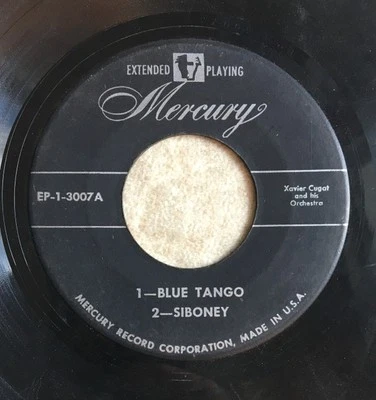 EXTENDED PLAYING
Mercury
EP-1-3007A
Xavier Cugat
and his
Orchestra
1—BLUE TANGO
2—SIBONEY
MERCURY RECORD CORPORATION, MADE IN U.S.A.